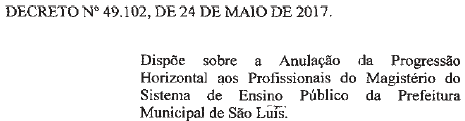 DECRETO Nº 49.102, DE 24 DE MAIO DE 2017.
Dispõe sobre a Anulação da Progressão
Horizontal aos Profissionais do Magistério do
Sistema de Ensino Público da Prefeitura
Municipal de São Luís.